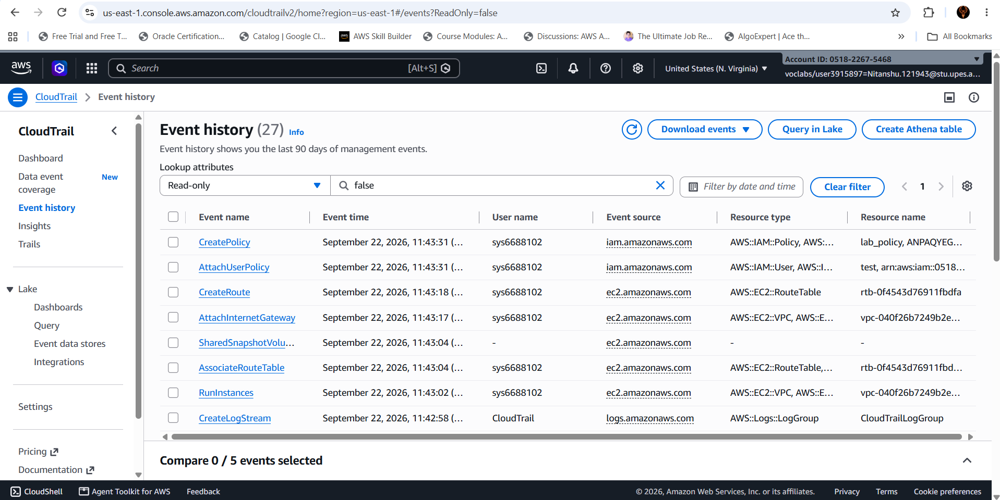 us-east-1.console.aws.amazon.com/cloudtrailv2/home?region=us-east-1#/events?ReadOnly=false
Free Trial and Free T... Oracle Certification... Catalog | Google Cl... AWS Skill Builder Course Modules: A... Discussions: AWS A... The Ultimate Job Re... AlgoExpert | Ace th... » All Bookmarks
aws Search [Alt+S] United States (N. Virginia) Account ID: 0518-2267-5468
voclabs/user3915897=Nitanshu.121943@stu.upes.a...
CloudTrail Event history
CloudTrail
Dashboard
Data event coverage New
Event history
Insights
Trails
Lake
Dashboards
Query
Event data stores
Integrations
Settings
Pricing
Documentation
Event history (27) Info
Download events Query in Lake Create Athena table
Event history shows you the last 90 days of management events.
Lookup attributes
Read-only false Filter by date and time Clear filter 1
Event name Event time User name Event source Resource type Resource name
CreatePolicy September 22, 2026, 11:43:31 (... sys6688102 iam.amazonaws.com AWS::IAM::Policy, AWS:... lab_policy, ANPAQYEG...
AttachUserPolicy September 22, 2026, 11:43:31 (... sys6688102 iam.amazonaws.com AWS::IAM::User, AWS::I... test, arn:aws:iam::0518...
CreateRoute September 22, 2026, 11:43:18 (... sys6688102 ec2.amazonaws.com AWS::EC2::RouteTable rtb-0f4543d76911fbdfa
AttachInternetGateway September 22, 2026, 11:43:17 (... sys6688102 ec2.amazonaws.com AWS::EC2::VPC, AWS::E... vpc-040f26b7249b2e...
SharedSnapshotVolu... September 22, 2026, 11:43:04 (... - ec2.amazonaws.com - -
AssociateRouteTable September 22, 2026, 11:43:04 (... sys6688102 ec2.amazonaws.com AWS::EC2::RouteTable,... rtb-0f4543d76911fbd...
RunInstances September 22, 2026, 11:43:02 (... sys6688102 ec2.amazonaws.com AWS::EC2::VPC, AWS::E... vpc-040f26b7249b2e...
CreateLogStream September 22, 2026, 11:42:58 (... CloudTrail logs.amazonaws.com AWS::Logs::LogGroup CloudTrailLogGroup
Compare 0 / 5 events selected
CloudShell Agent Toolkit for AWS Feedback © 2026, Amazon Web Services, Inc. or its affiliates. Privacy Terms Cookie preferences